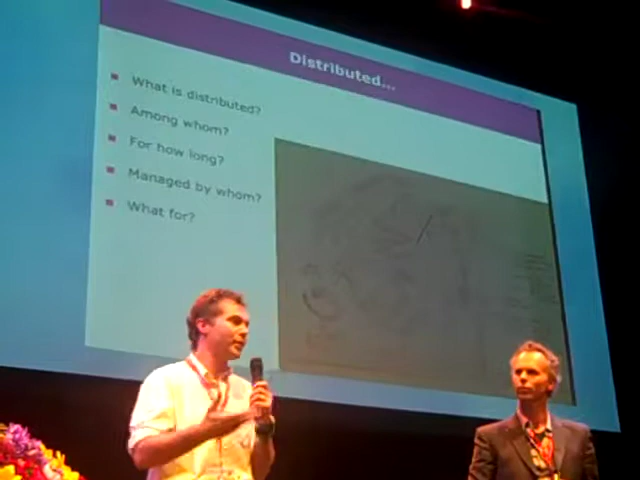 Distributed...
What is distributed?
Among whom?
For how long?
Managed by whom?
What for?